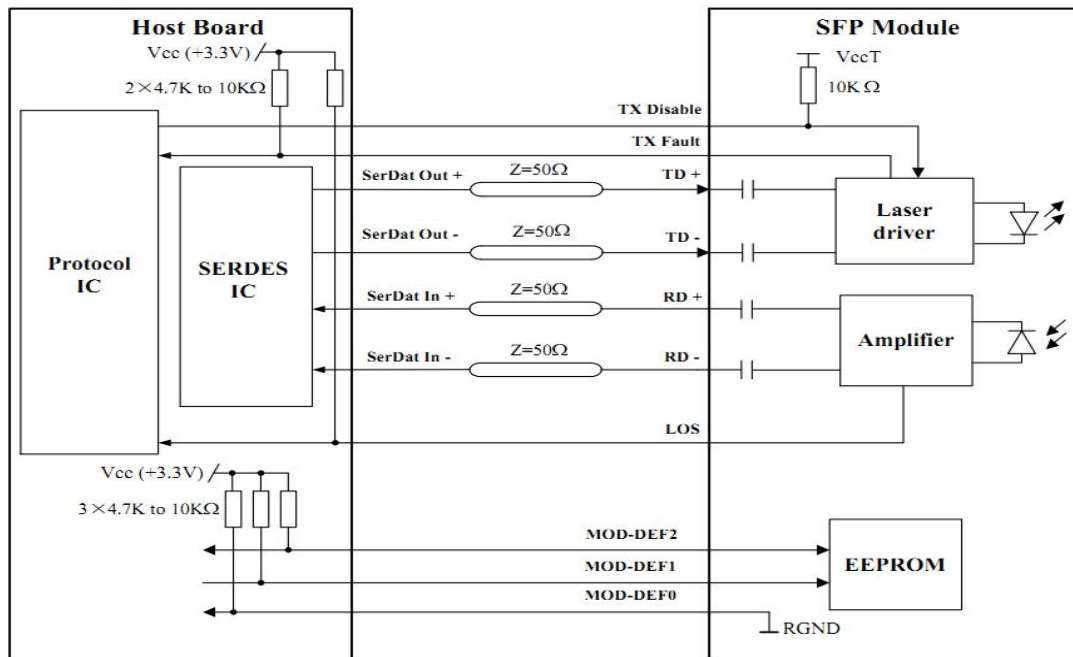 Host Board
SFP Module
Vcc (+3.3V)
VccT
2×4.7K to 10KΩ
10K Ω
TX Disable
TX Fault
SerDat Out +
Z=50Ω
TD +
Laser
driver
SerDat Out -
Z=50Ω
TD -
Protocol
IC
SERDES
IC
SerDat In +
Z=50Ω
RD +
Amplifier
SerDat In -
Z=50Ω
RD -
LOS
Vcc (+3.3V)
3×4.7K to 10KΩ
MOD-DEF2
EEPROM
MOD-DEF1
MOD-DEF0
RGND